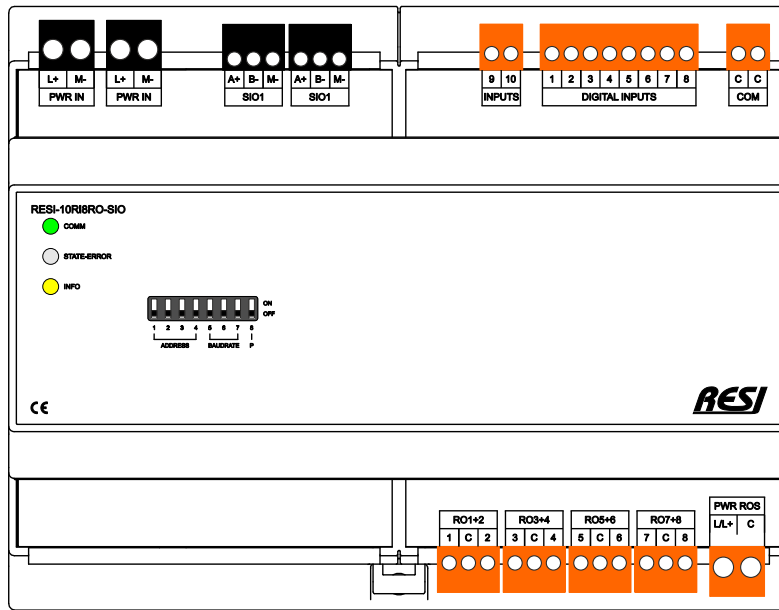 L+ M- L+ M- A+ B- M- A+ B- M- 9 10 1 2 3 4 5 6 7 8 C C
PWR IN PWR IN SIO1 SIO1 INPUTS DIGITAL INPUTS COM
RESI-10RI8RO-SIO
COMM
STATE-ERROR
INFO
ON
OFF
1 2 3 4 5 6 7 8
ADDRESS BAUDRATE P
CE
RESI
RO1+2 RO3+4 RO5+6 RO7+8 PWR ROS
1 C 2 3 C 4 5 C 6 7 C 8 L/L+ C